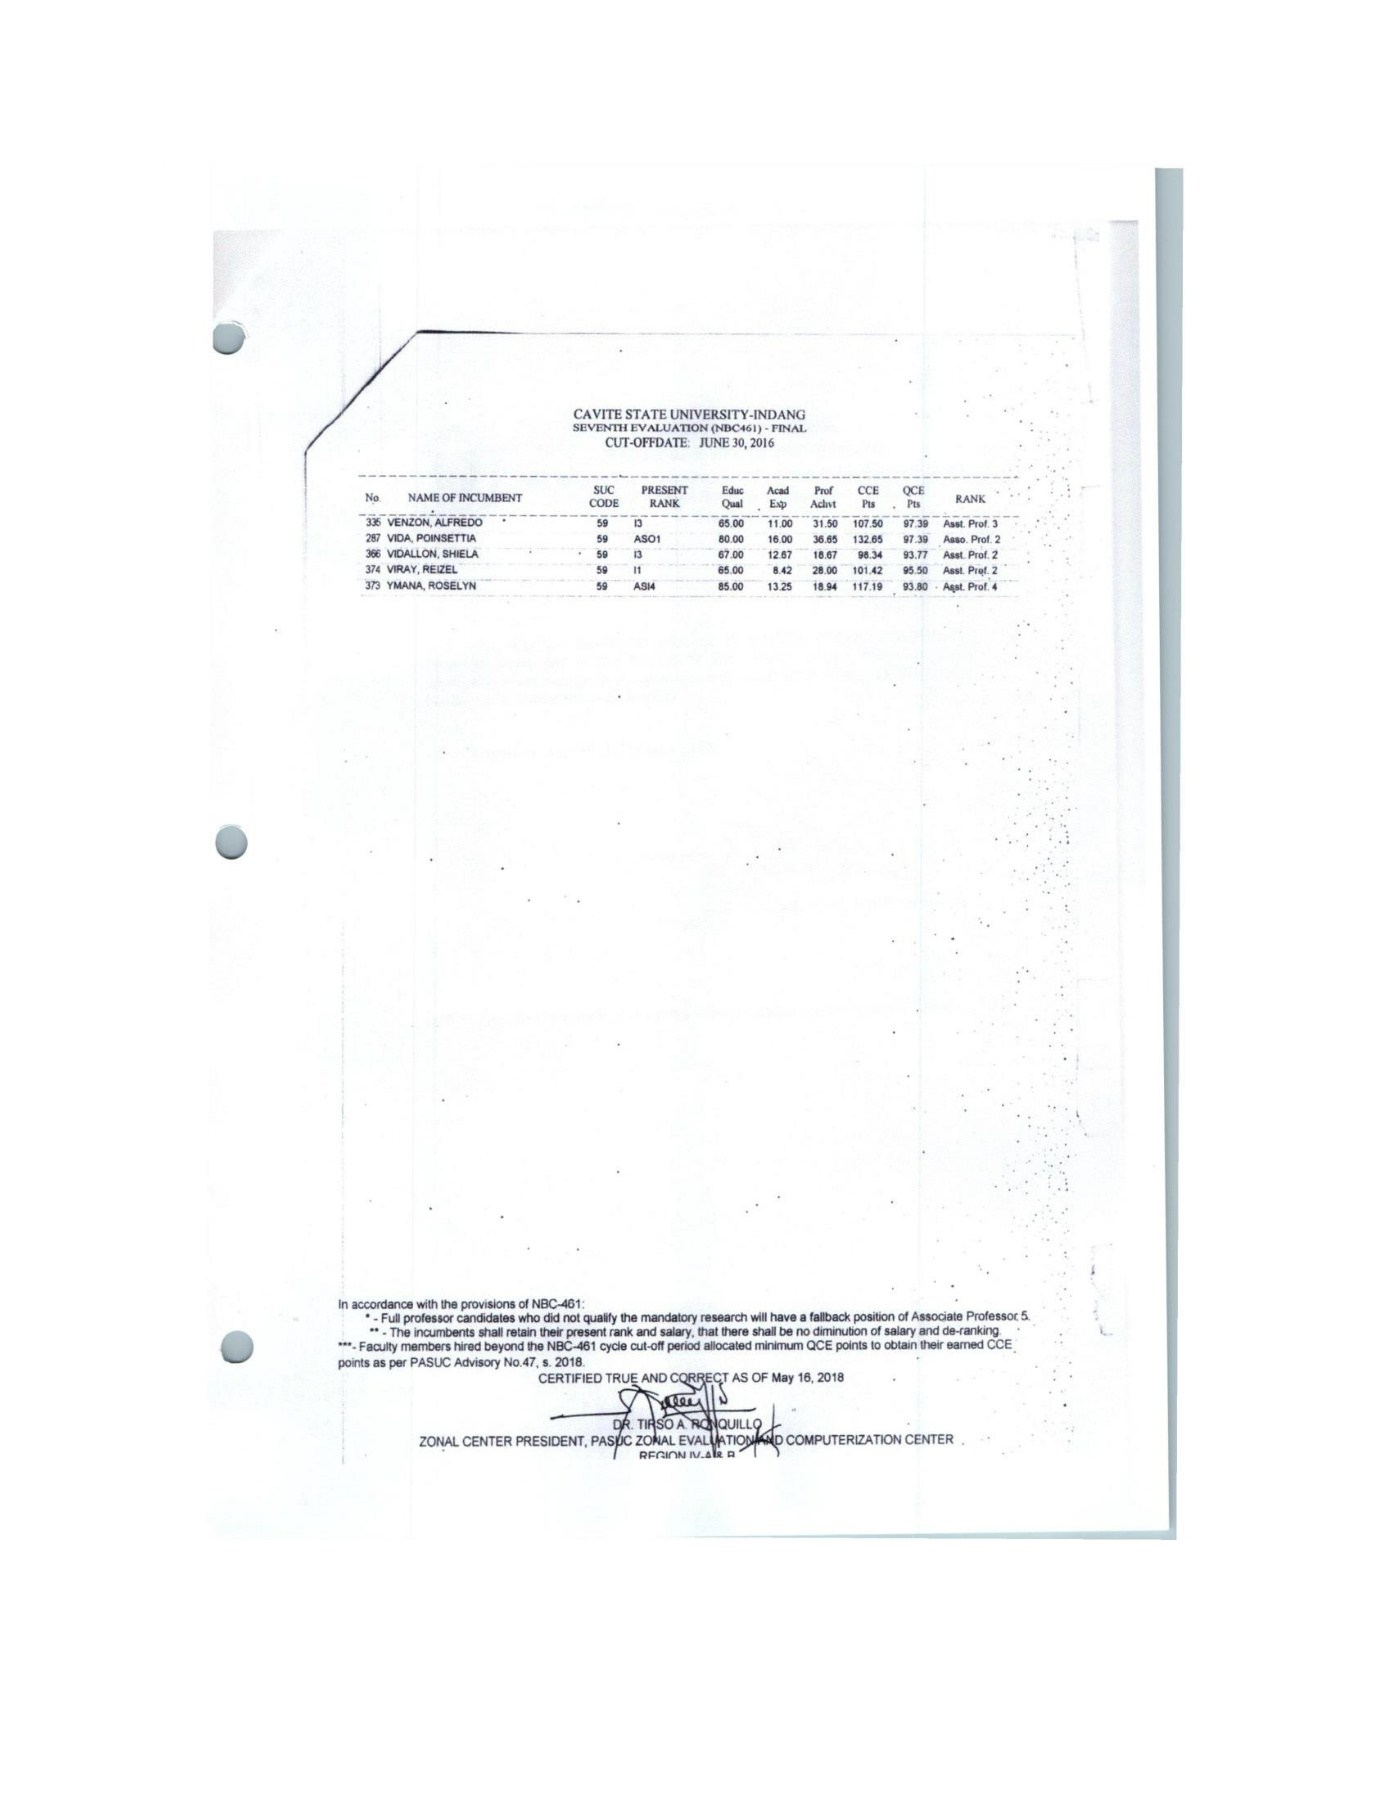 CAVITE STATE UNIVERSITY-INDANG
SEVENTH EVALUATION (NBC461) - FINAL
CUT-OFFDATE: JUNE 30, 2016
No. NAME OF INCUMBENT SUC CODE PRESENT RANK Educ Qual Acad Exp Prof Achvt CCE Pts QCE Pts RANK
335 VENZON, ALFREDO 59 I3 65.00 11.00 31.50 107.50 97.39 Asst. Prof. 3
287 VIDA, POINSETTIA 59 ASO1 80.00 16.00 36.65 132.65 97.39 Asso. Prof. 2
366 VIDALLON, SHIELA 59 I3 67.00 12.67 18.67 98.34 93.77 Asst. Prof. 2
374 VIRAY, REIZEL 59 I1 65.00 8.42 28.00 101.42 95.50 Asst. Prof. 2
373 YMANA, ROSELYN 59 ASI4 85.00 13.25 18.94 117.19 93.80 Asst. Prof. 4
In accordance with the provisions of NBC-461:
* - Full professor candidates who did not qualify the mandatory research will have a fallback position of Associate Professor 5.
** - The incumbents shall retain their present rank and salary, that there shall be no diminution of salary and de-ranking.
***- Faculty members hired beyond the NBC-461 cycle cut-off period allocated minimum QCE points to obtain their earned CCE
points as per PASUC Advisory No.47, s. 2018.
CERTIFIED TRUE AND CORRECT AS OF May 16, 2018
DR. TIRSO A. RONQUILLO
ZONAL CENTER PRESIDENT, PASUC ZONAL EVALUATION AND COMPUTERIZATION CENTER
REGION IV-A & B